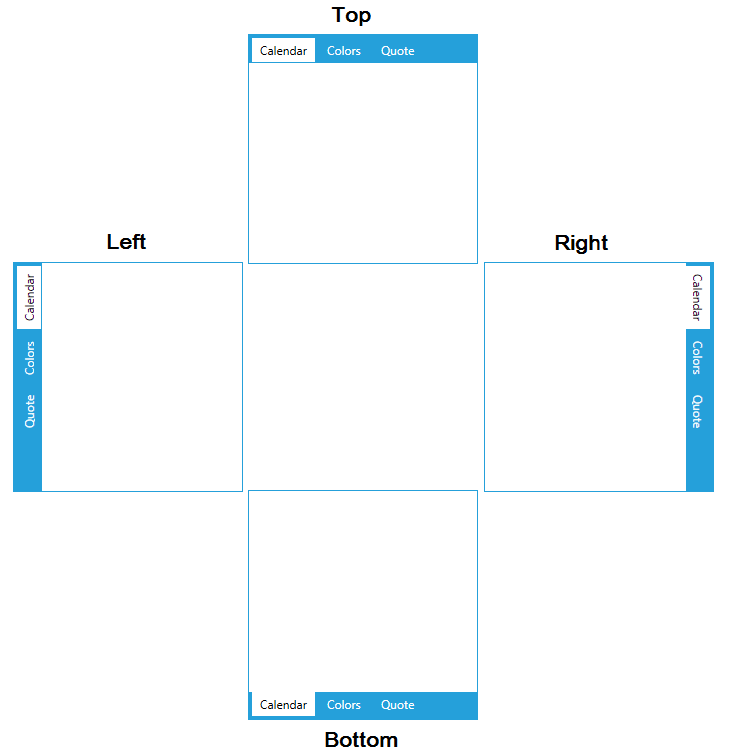 Top
Calendar Colors Quote
Left
Calendar
Colors
Quote
Right
Calendar
Colors
Quote
Calendar Colors Quote
Bottom